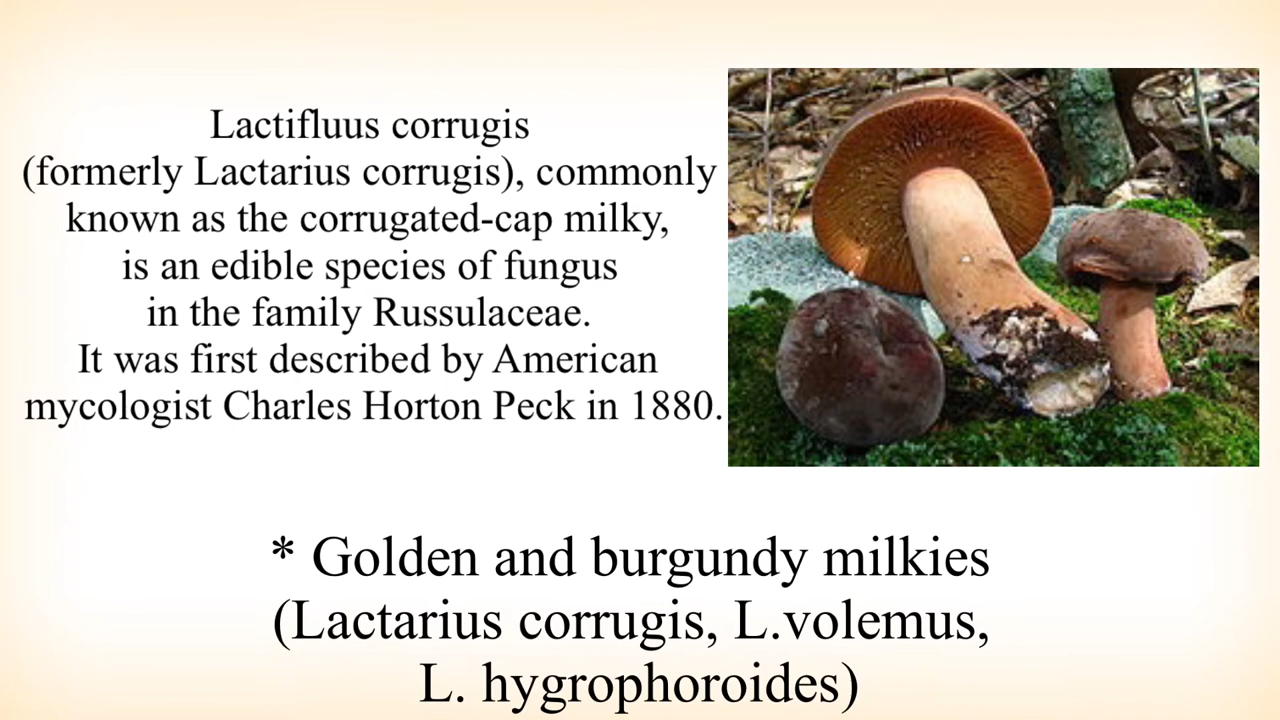 Lactifluus corrugis
(formerly Lactarius corrugis), commonly
known as the corrugated-cap milky,
is an edible species of fungus
in the family Russulaceae.
It was first described by American
mycologist Charles Horton Peck in 1880.
* Golden and burgundy milkies
(Lactarius corrugis, L.volemus,
L. hygrophoroides)